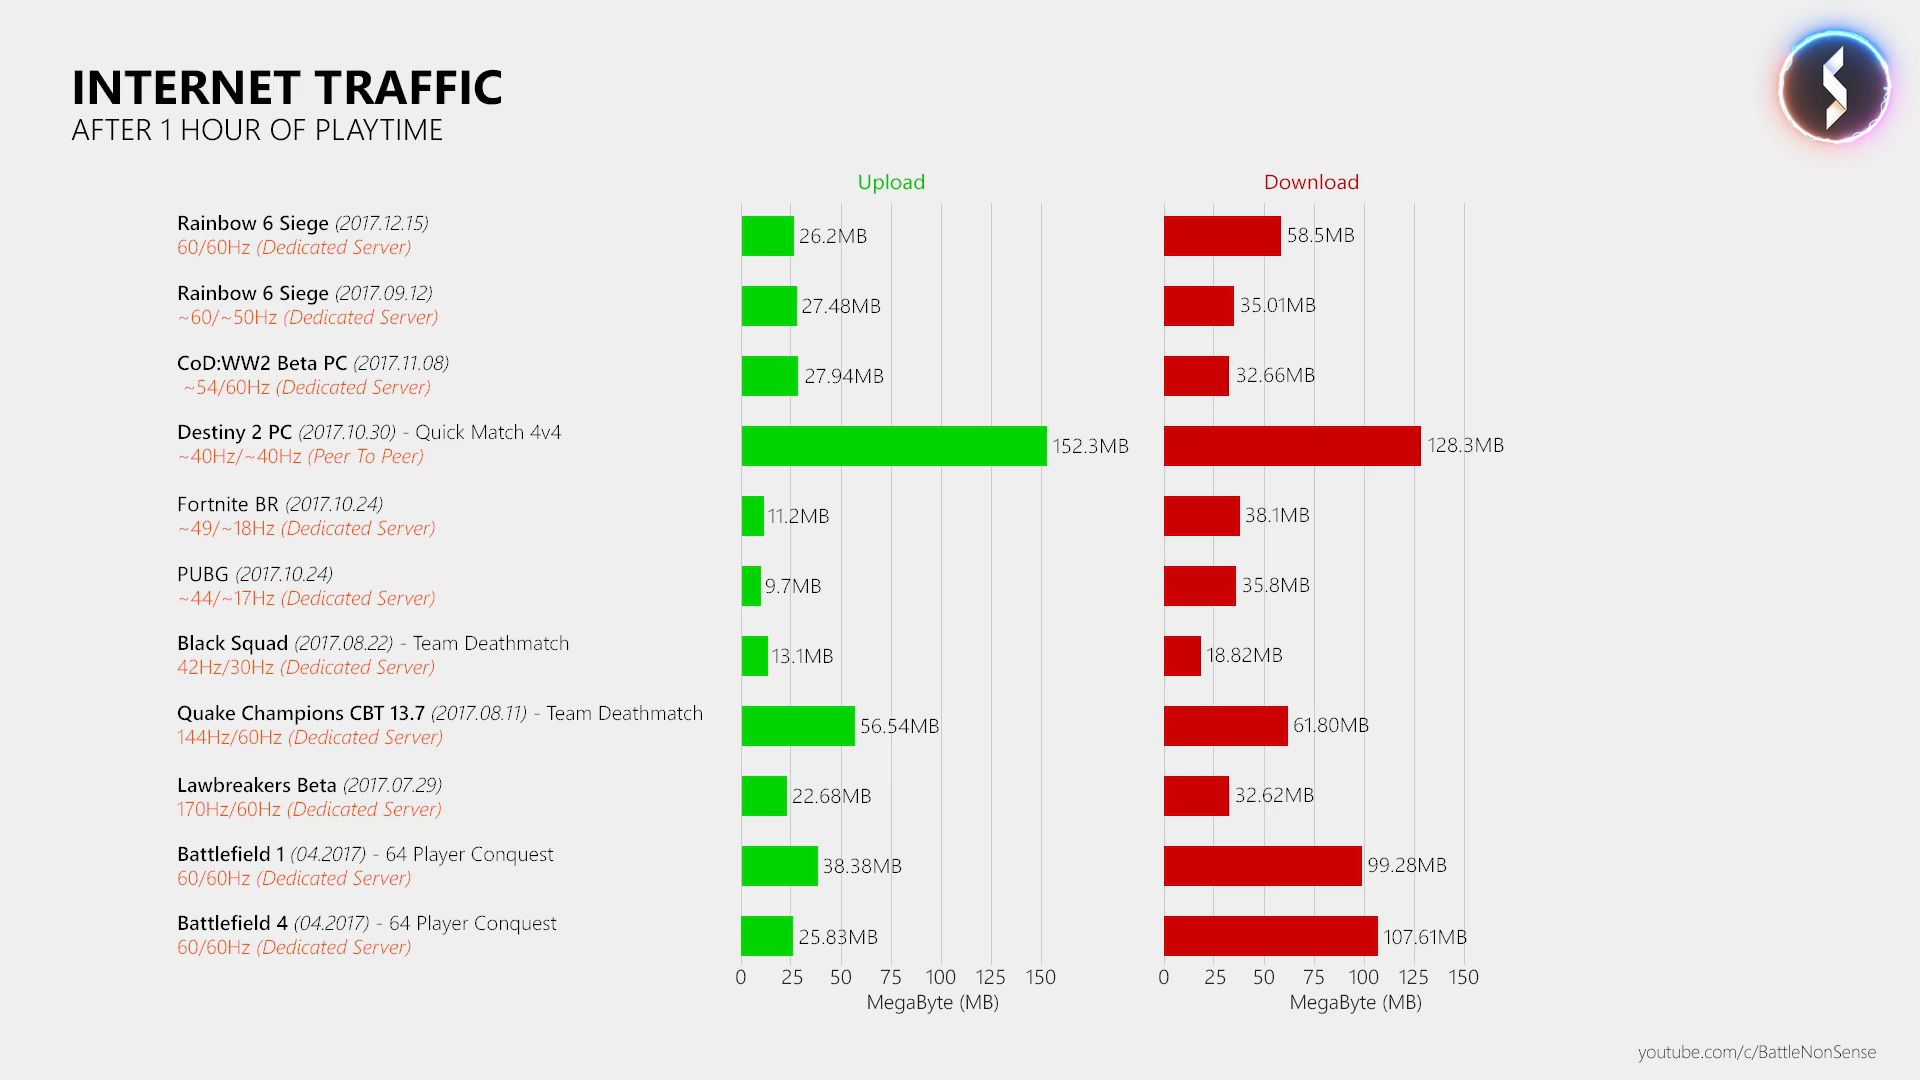 INTERNET TRAFFIC
AFTER 1 HOUR OF PLAYTIME
Upload
Download
Rainbow 6 Siege (2017.12.15)
60/60Hz (Dedicated Server)
26.2MB
58.5MB
Rainbow 6 Siege (2017.09.12)
~60/~50Hz (Dedicated Server)
27.48MB
35.01MB
CoD:WW2 Beta PC (2017.11.08)
~54/60Hz (Dedicated Server)
27.94MB
32.66MB
Destiny 2 PC (2017.10.30) - Quick Match 4v4
~40Hz/~40Hz (Peer To Peer)
152.3MB
128.3MB
Fortnite BR (2017.10.24)
~49/~18Hz (Dedicated Server)
11.2MB
38.1MB
PUBG (2017.10.24)
~44/~17Hz (Dedicated Server)
9.7MB
35.8MB
Black Squad (2017.08.22) - Team Deathmatch
42Hz/30Hz (Dedicated Server)
13.1MB
18.82MB
Quake Champions CBT 13.7 (2017.08.11) - Team Deathmatch
144Hz/60Hz (Dedicated Server)
56.54MB
61.80MB
Lawbreakers Beta (2017.07.29)
170Hz/60Hz (Dedicated Server)
22.68MB
32.62MB
Battlefield 1 (04.2017) - 64 Player Conquest
60/60Hz (Dedicated Server)
38.38MB
99.28MB
Battlefield 4 (04.2017) - 64 Player Conquest
60/60Hz (Dedicated Server)
25.83MB
107.61MB
0 25 50 75 100 125 150
0 25 50 75 100 125 150
MegaByte (MB)
MegaByte (MB)
youtube.com/c/BattleNonSense